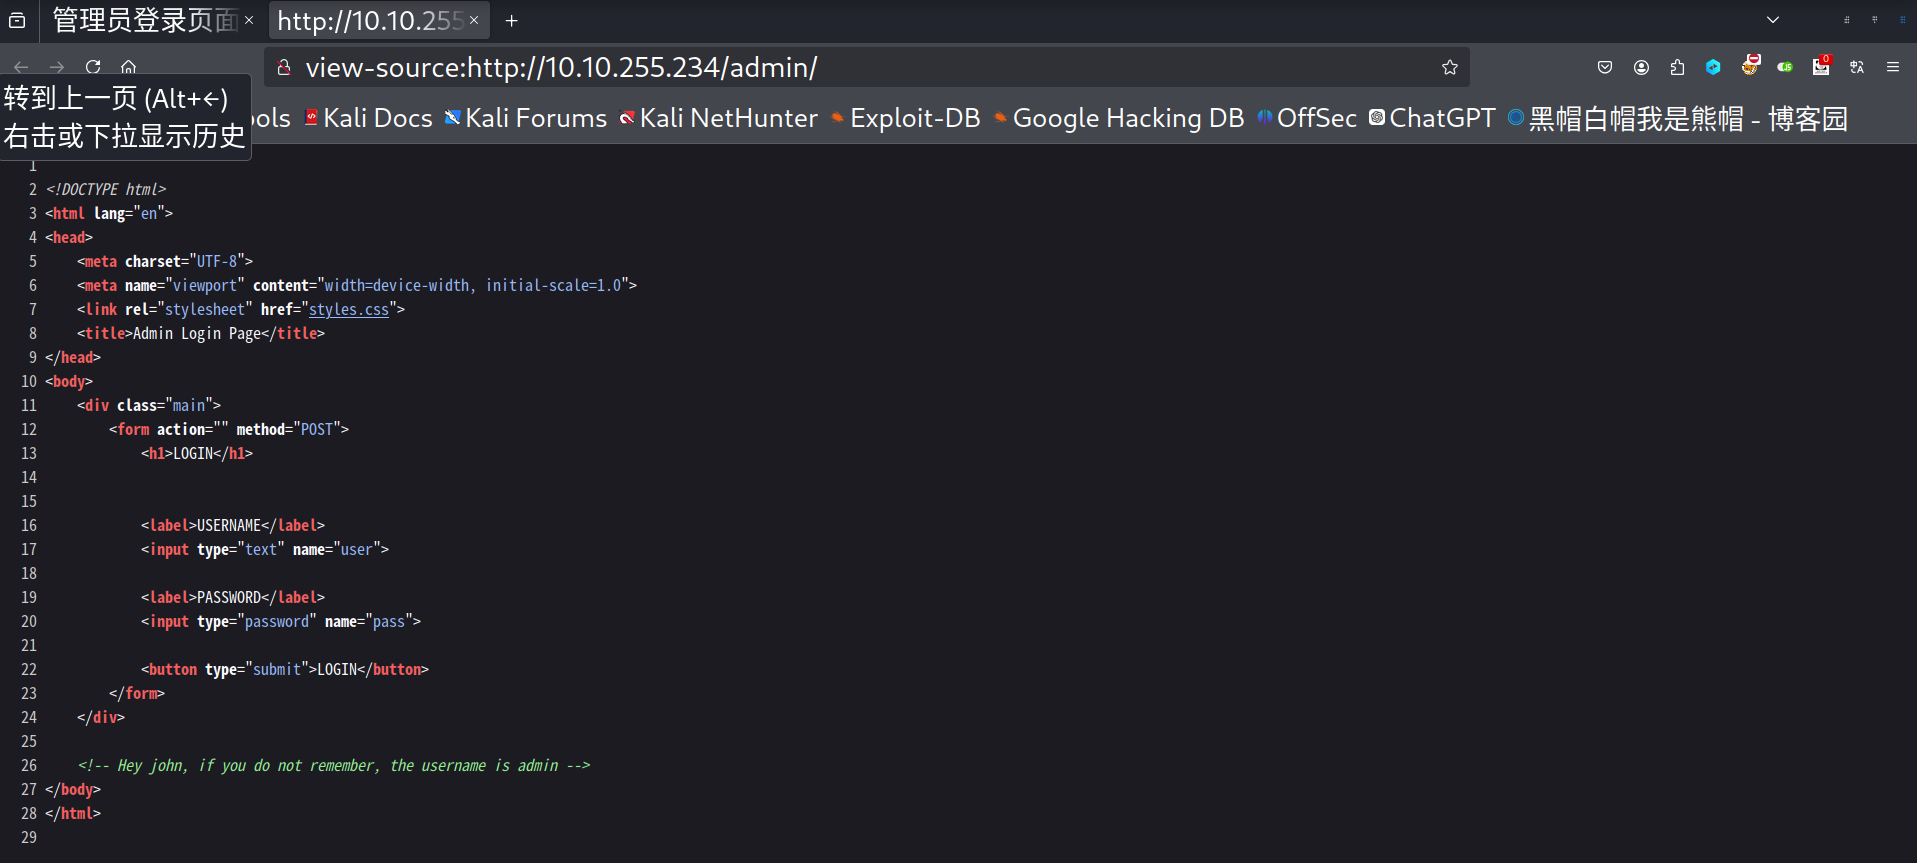 管理员登录页面
http://10.10.255
view-source:http://10.10.255.234/admin/
0
转到上一页 (Alt+←)
右击或下拉显示历史
ools Kali Docs Kali Forums Kali NetHunter Exploit-DB Google Hacking DB OffSec ChatGPT 黑帽白帽我是熊帽 - 博客园
1
2 <!DOCTYPE html>
3 <html lang="en">
4 <head>
5 <meta charset="UTF-8">
6 <meta name="viewport" content="width=device-width, initial-scale=1.0">
7 <link rel="stylesheet" href="styles.css">
8 <title>Admin Login Page</title>
9 </head>
10 <body>
11 <div class="main">
12 <form action="" method="POST">
13 <h1>LOGIN</h1>
14
15
16 <label>USERNAME</label>
17 <input type="text" name="user">
18
19 <label>PASSWORD</label>
20 <input type="password" name="pass">
21
22 <button type="submit">LOGIN</button>
23 </form>
24 </div>
25
26 <!-- Hey john, if you do not remember, the username is admin -->
27 </body>
28 </html>
29